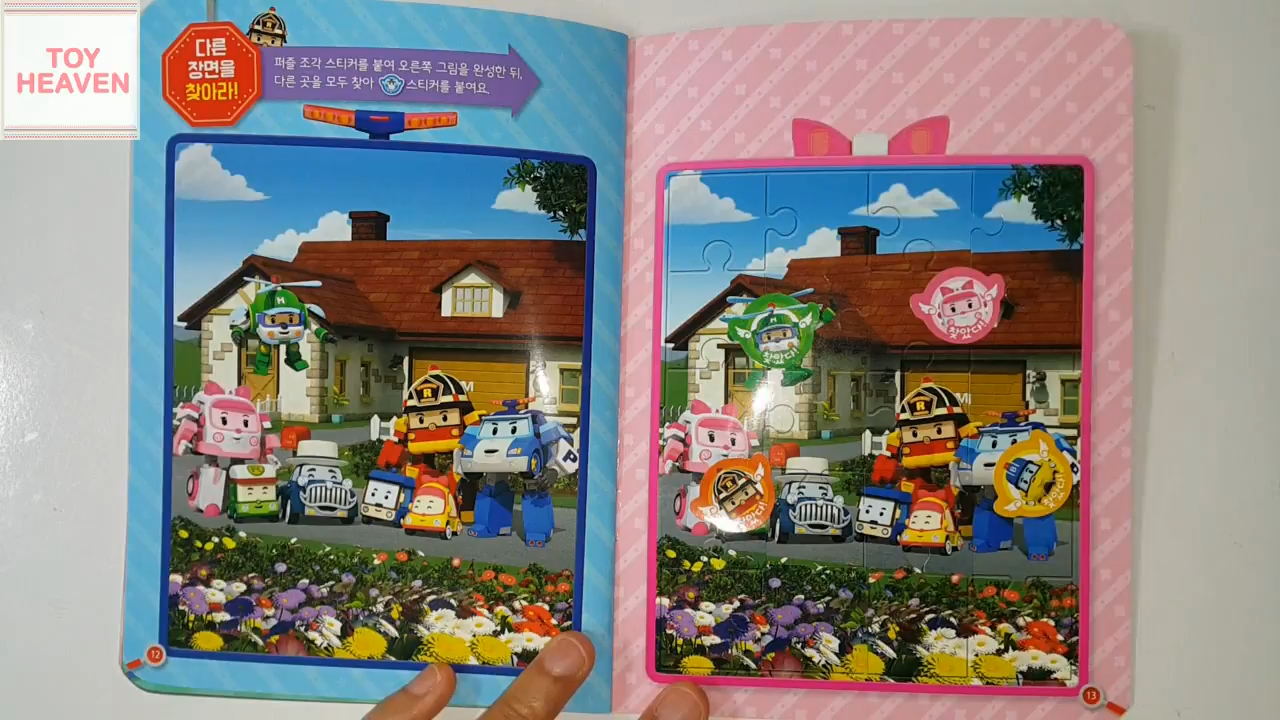 TOY
HEAVEN
다른
장면을
찾아라!
퍼즐 조각 스티커를 붙여 오른쪽 그림을 완성한 뒤,
다른 곳을 모두 찾아 스티커를 붙여요.
H
R
P
12
찾았다!
찾았다!
찾았다!
찾았다!
H
R
P
13